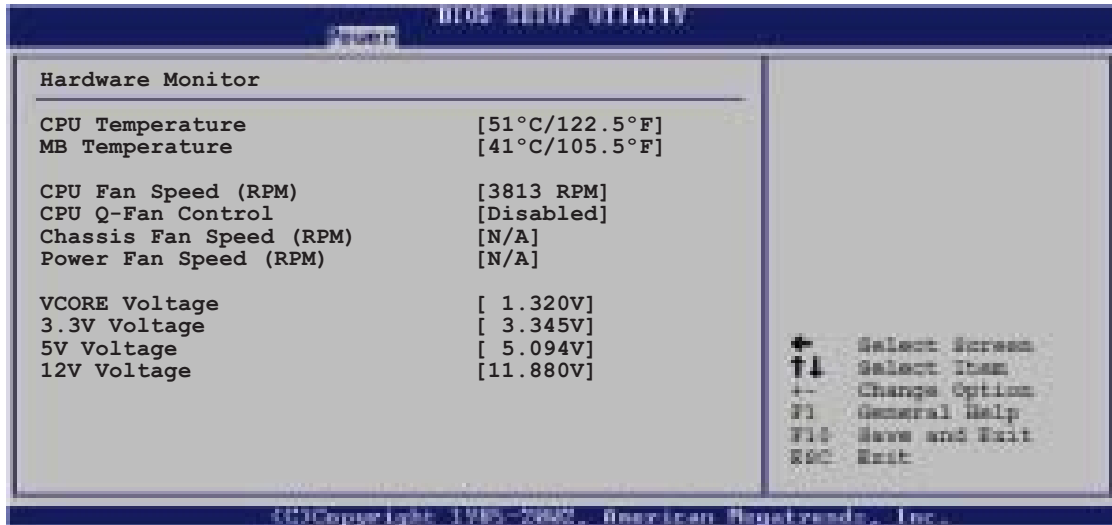 BIOS SETUP UTILITY
Power
Hardware Monitor
CPU Temperature [51°C/122.5°F]
MB Temperature [41°C/105.5°F]
CPU Fan Speed (RPM) [3813 RPM]
CPU Q-Fan Control [Disabled]
Chassis Fan Speed (RPM) [N/A]
Power Fan Speed (RPM) [N/A]
VCORE Voltage [ 1.320V]
3.3V Voltage [ 3.345V]
5V Voltage [ 5.094V]
12V Voltage [11.880V]
← Select Screen
↑↓ Select Item
+- Change Option
F1 General Help
F10 Save and Exit
ESC Exit
(C)Copyright American Megatrends, Inc.